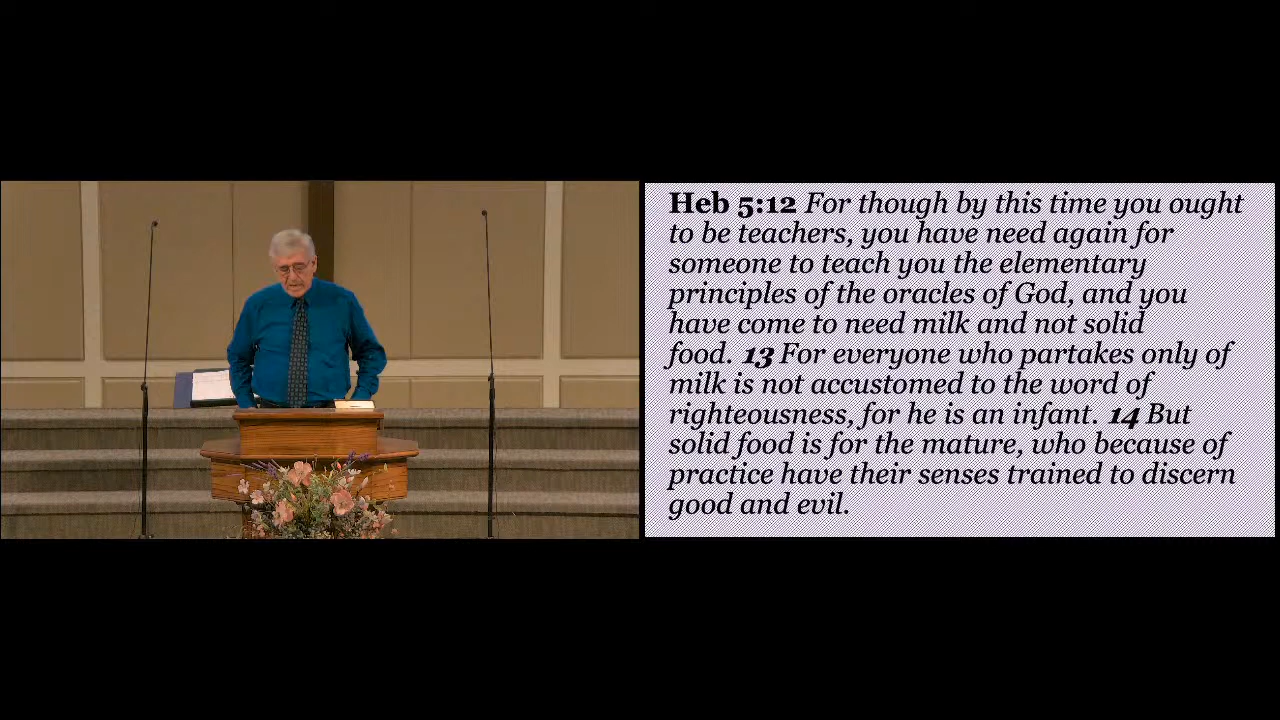 Heb 5:12 For though by this time you ought
to be teachers, you have need again for
someone to teach you the elementary
principles of the oracles of God, and you
have come to need milk and not solid
food. 13 For everyone who partakes only of
milk is not accustomed to the word of
righteousness, for he is an infant. 14 But
solid food is for the mature, who because of
practice have their senses trained to discern
good and evil.